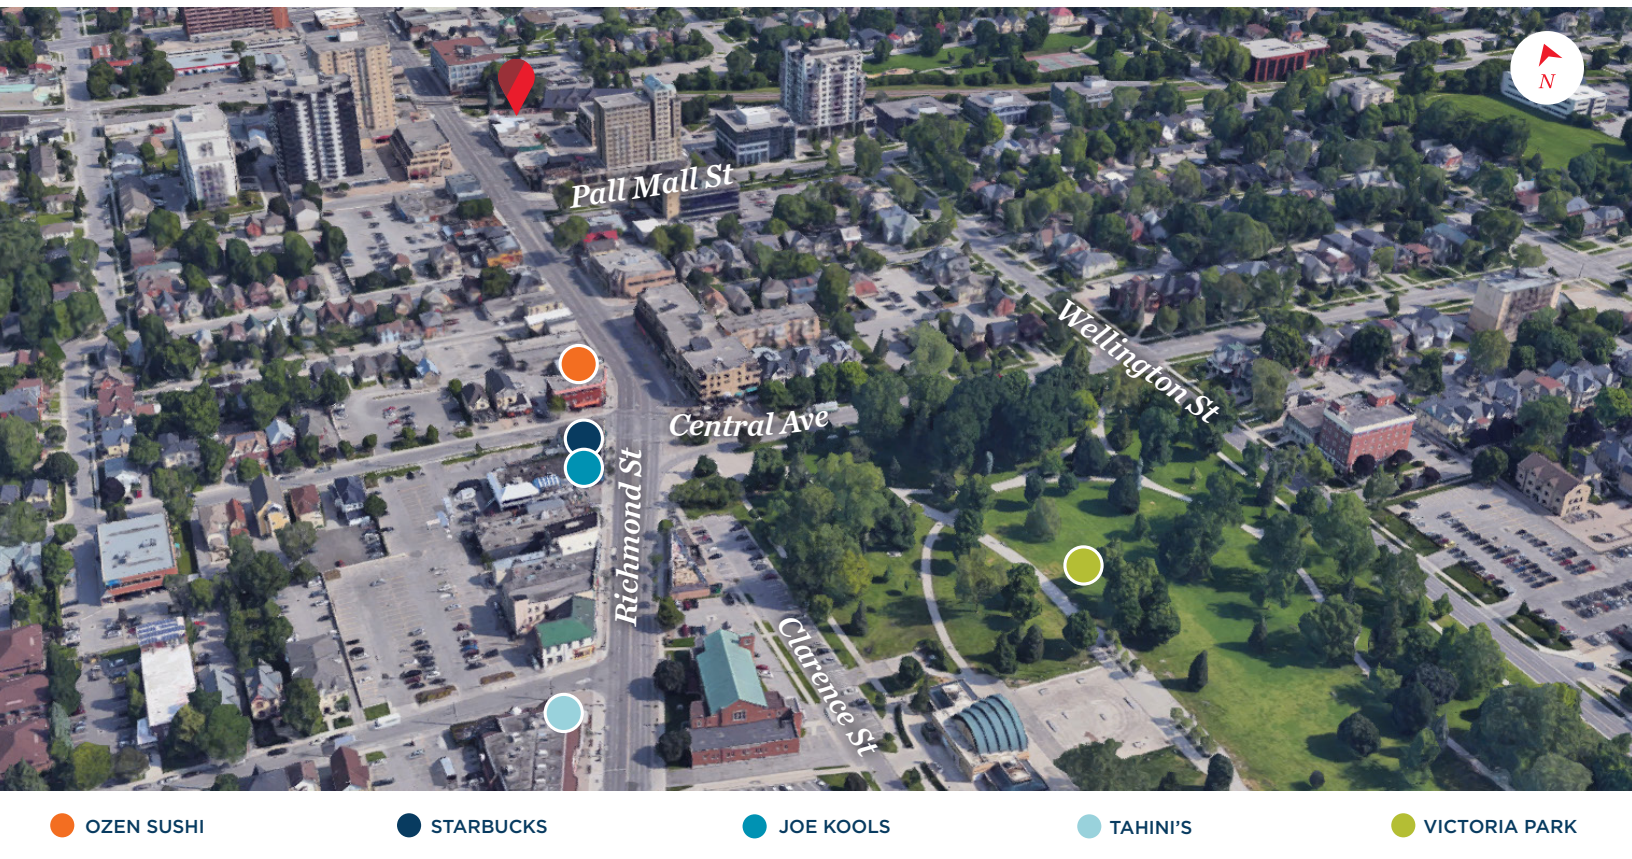 N
Pall Mall St
Wellington St
Central Ave
Richmond St
Clarence St
OZEN SUSHI
STARBUCKS
JOE KOOLS
TAHINI'S
VICTORIA PARK